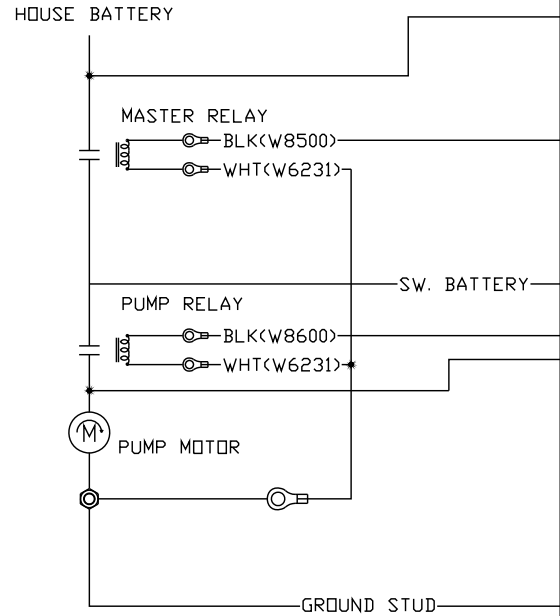 HOUSE BATTERY
MASTER RELAY
BLK(W8500)
WHT(W6231)
SW. BATTERY
PUMP RELAY
BLK(W8600)
WHT(W6231)
M
PUMP MOTOR
GROUND STUD